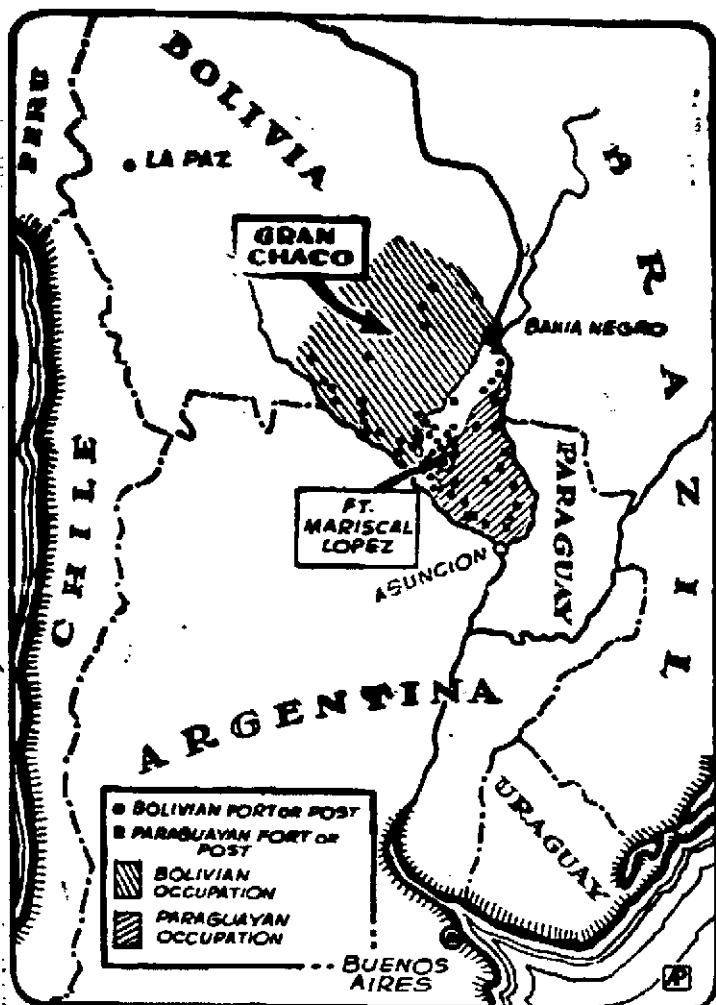 PERU
BOLIVIA
LA PAZ
BRAZIL
GRAN
CHACO
BAHIA NEGRO
CHILE
PARAGUAY
FT.
MARISCAL
LOPEZ
ASUNCION
ARGENTINA
URAGUAY
BOLIVIAN FORT OR POST
PARAGUAYAN FORT OR
POST
BOLIVIAN
OCCUPATION
PARAGUAYAN
OCCUPATION
BUENOS
AIRES
AP